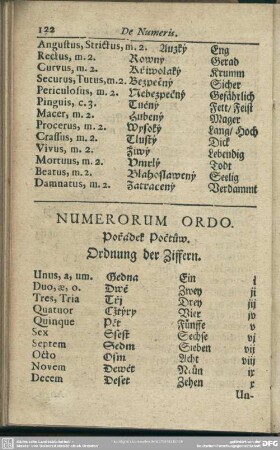 122 De Numeris.
Angustus, Strictus, m. 2. Auzký Eng
Rectus, m. 2. Rowny Gerad
Curvus, m. 2. Křiwolaký Krumm
Securus, Tutus, m. 2. Bezpečný Sicher
Periculosus, m. 2. Nebezpečný Gefährlich
Pinguis, c. 3. Tučný Fett/ Feist
Macer, m. 2. Hubený Mager
Procerus, m. 2. Wysoký Lang/ Hoch
Crassus, m. 2. Tlustý Dick
Vivus, m. 2. Žiwý Lebendig
Mortuus, m. 2. Vmrlý Todt
Beatus, m. 2. Blahoslawený Seelig
Damnatus, m. 2. Zatracený Verdammt
NUMERORUM ORDO.
Pořádek Počtůw.
Ordnung der Ziffern.
Unus, a, um. Gedna Ein i
Duo, æ, o. Dwě Zwey ij
Tres, Tria Tři Drey iij
Quatuor Cztyry Vier iv
Quinque Pět Fünffe v
Sex Ssest Sechse vj
Septem Sedm Sieben vij
Octo Osm Acht viij
Novem Dewět Neün ix
Decem Deset Zehen x
Un-